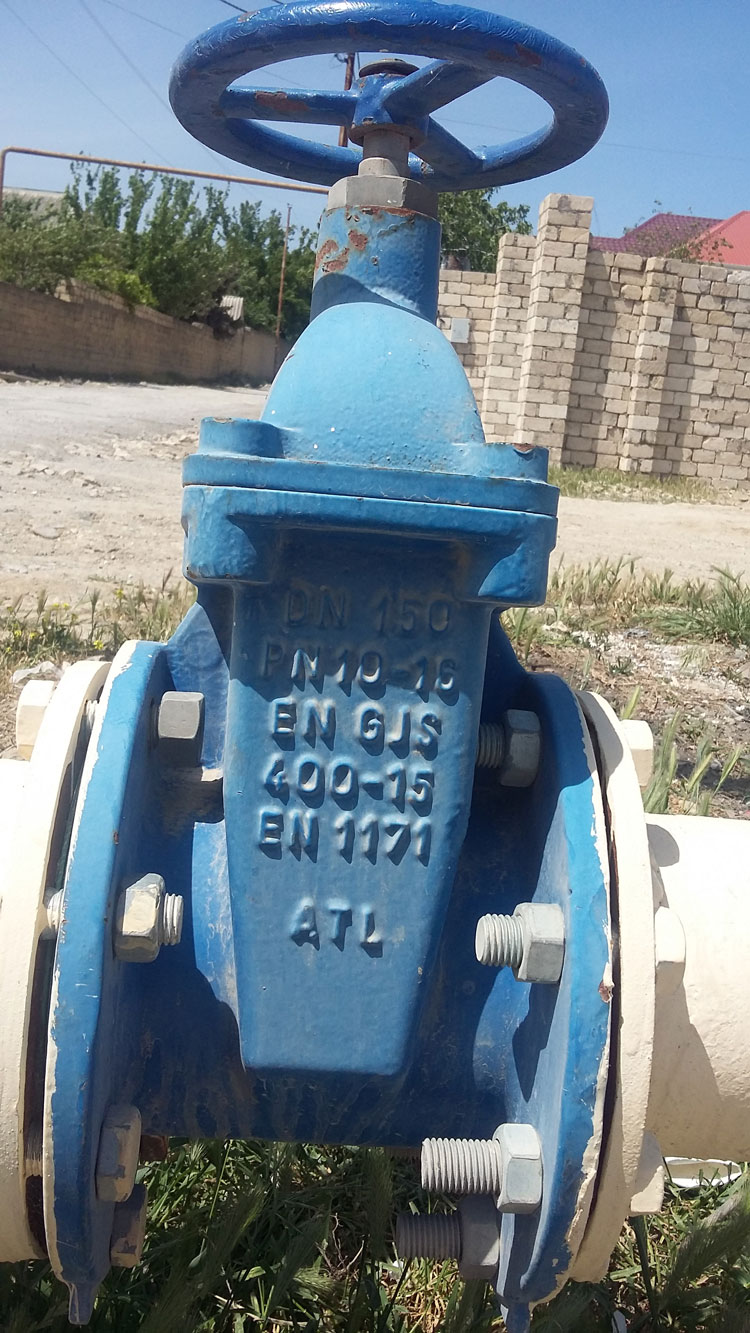 DN 150
PN 10-16
EN GJS
400-15
EN 1171
ATL